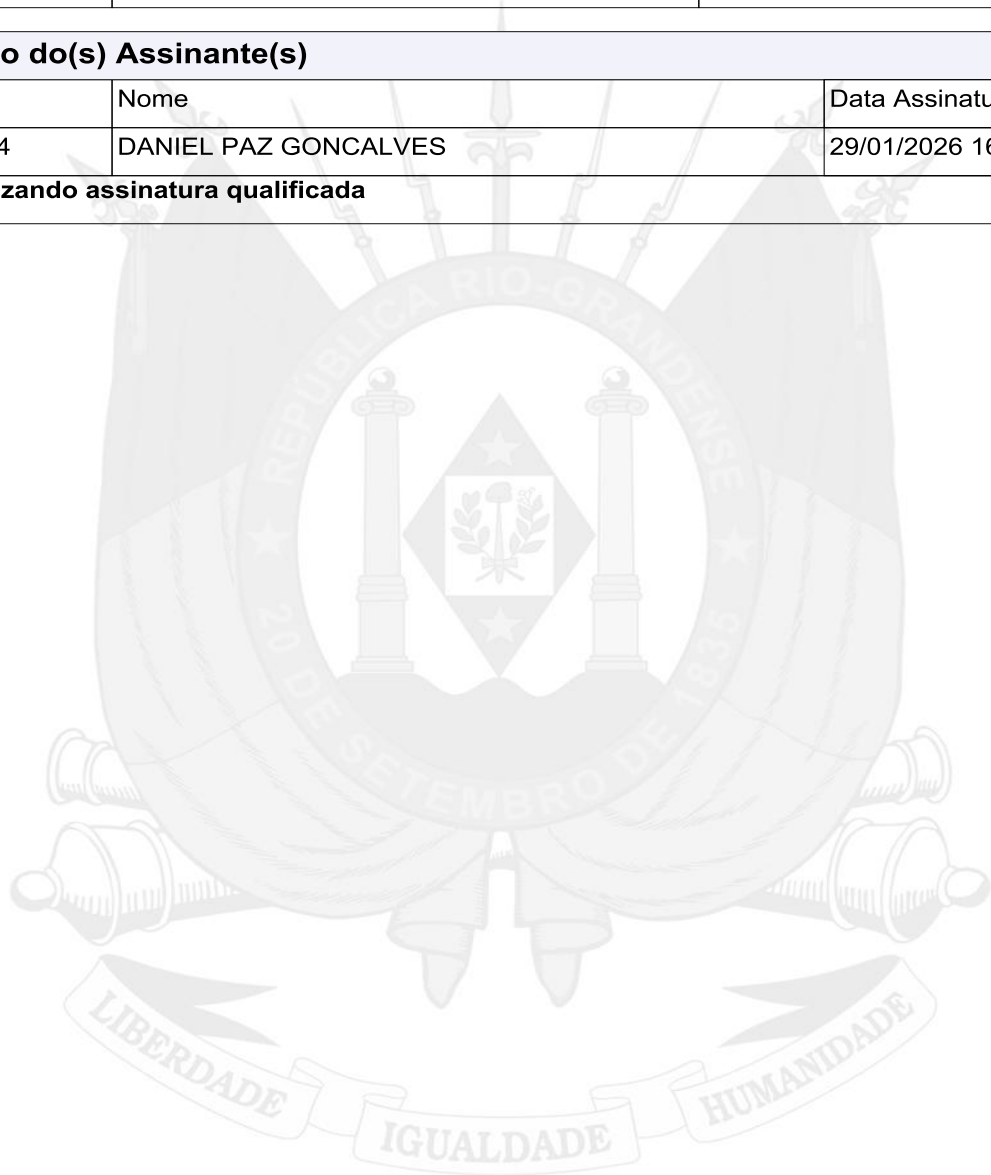 o do(s) Assinante(s)
Nome Data Assinatu
4 DANIEL PAZ GONCALVES 29/01/2026 16
zando assinatura qualificada
REPÚBLICA RIO-GRANDENSE
20 DE SETEMBRO DE 1835
LIBERDADE
IGUALDADE
HUMANIDADE